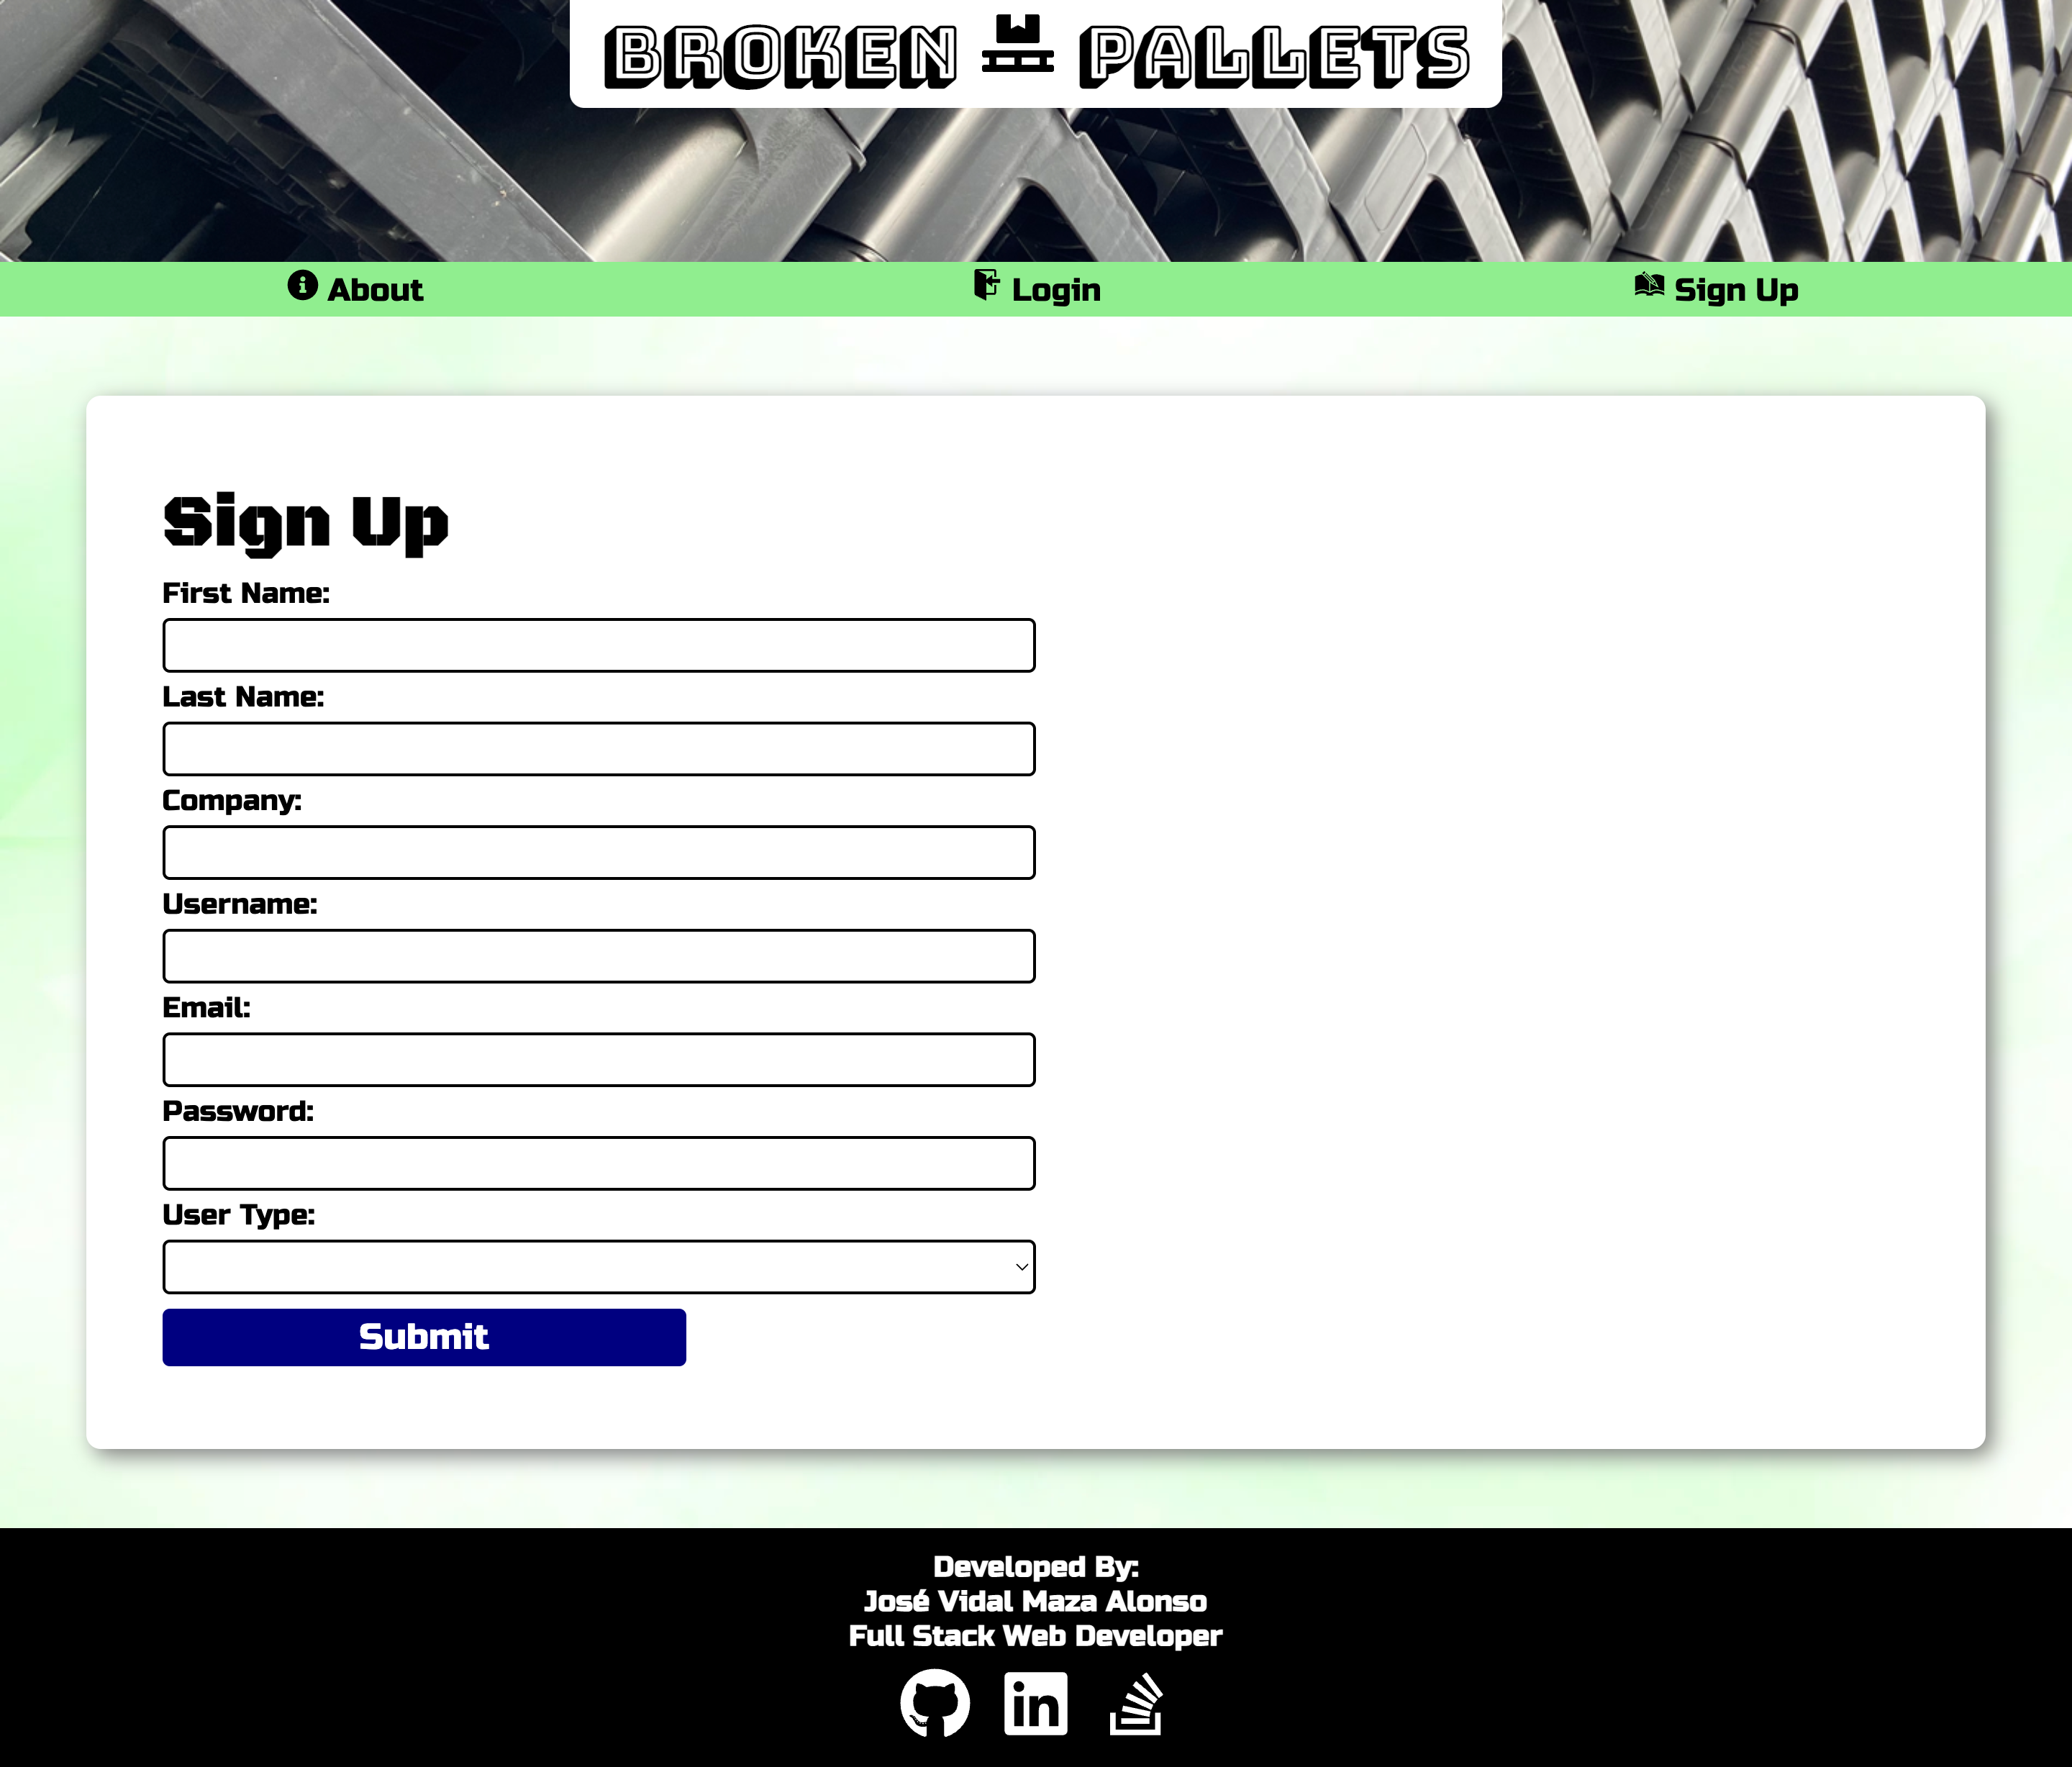 BROKEN PALLETS
About Login Sign Up
Sign Up
First Name:
Last Name:
Company:
Username:
Email:
Password:
User Type:
Submit
Developed By:
José Vidal Maza Alonso
Full Stack Web Developer
in